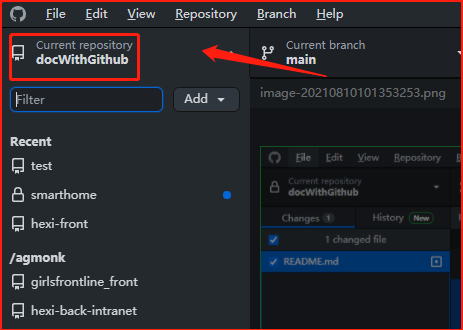 File Edit View Repository Branch Help
Current repository
docWithGithub
Current branch
main
Filter
Add
image-20210810101353253.png
Recent
test
smarthome
hexi-front
/agmonk
girlsfrontline_front
hexi-back-intranet
File Edit View Repository
Current repository
docWithGithub
Changes 1
History New
1 changed file
README.md